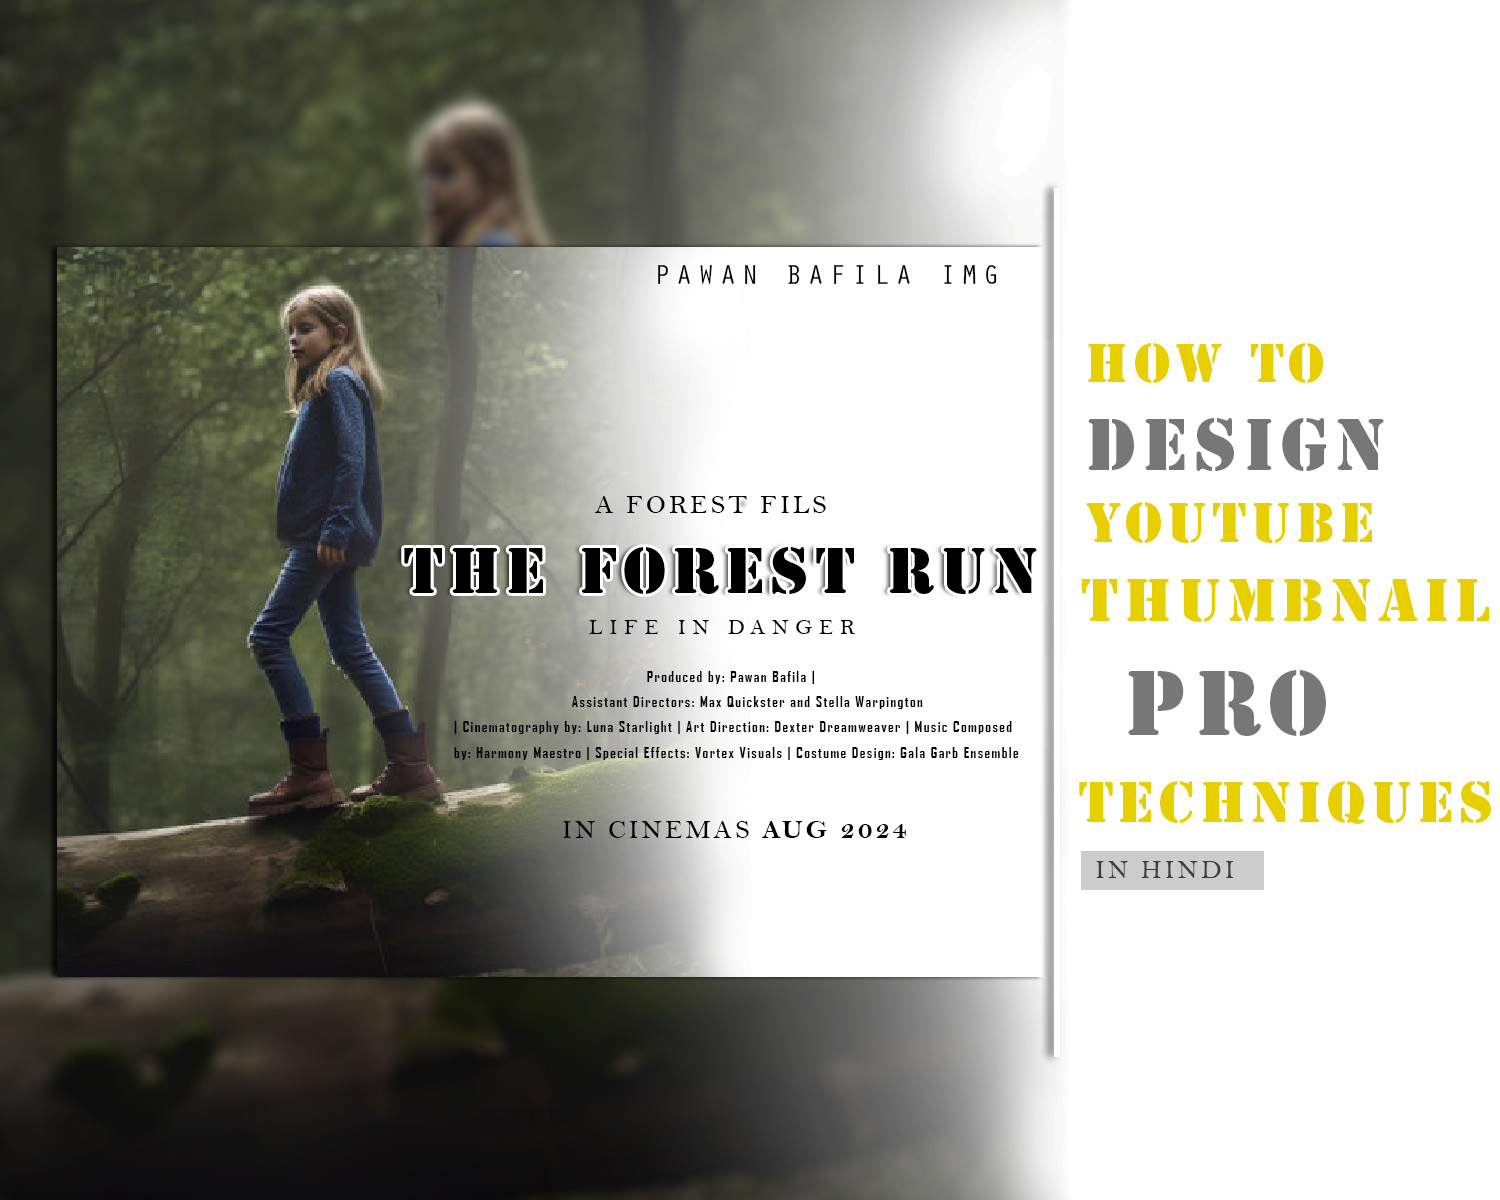 PAWAN BAFILA IMG
A FOREST FILS
THE FOREST RUN
LIFE IN DANGER
Produced by: Pawan Bafila |
Assistant Directors: Max Quickster and Stella Warpington
| Cinematography by: Luna Starlight | Art Direction: Dexter Dreamweaver | Music Composed
by: Harmony Maestro | Special Effects: Vortex Visuals | Costume Design: Gala Garb Ensemble
IN CINEMAS AUG 2024
HOW TO
DESIGN
YOUTUBE
THUMBNAIL
PRO
TECHNIQUES
IN HINDI